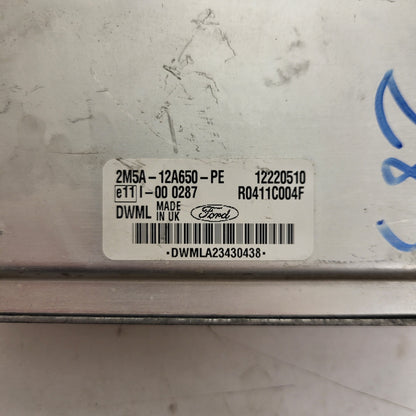 2M5A-12A650-PE 12220510
e11 I-00 0287 R0411C004F
DWML MADE IN UK Ford
·DWMLA23430438·